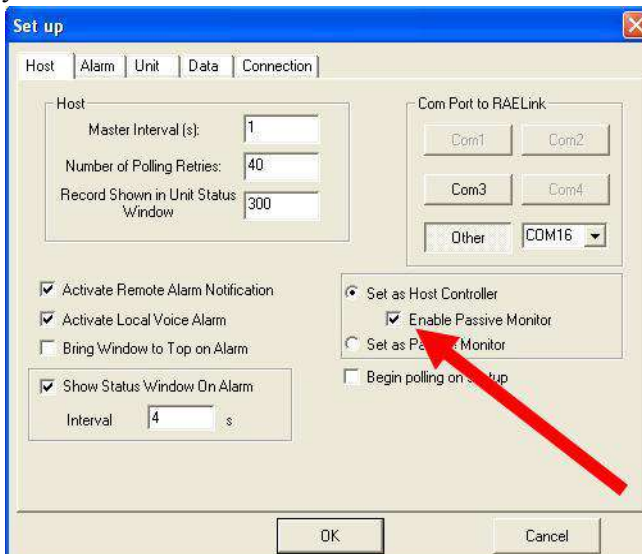 Set up
Host Alarm Unit Data Connection
Host
Master Interval (s): 1
Number of Polling Retries: 40
Record Shown in Unit Status
Window 300
Com Port to RAELink
Com1 Com2
Com3 Com4
Other COM16
Activate Remote Alarm Notification
Activate Local Voice Alarm
Bring Window to Top on Alarm
Show Status Window On Alarm
Interval 4 s
Set as Host Controller
Enable Passive Monitor
Set as Monitor
Begin polling on
OK Cancel